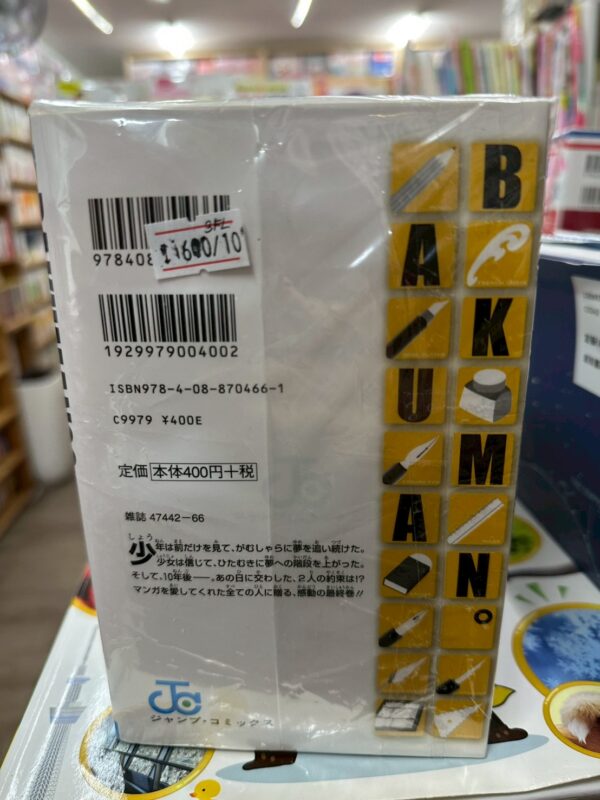 97840
SFL
600/10
1929979004002
ISBN978-4-08-870466-1
C9979 ¥400E
定価 本体400円+税
雑誌 47442-66
少年は前だけを見て、がむしゃらに夢を追い続けた。
少女は信じて、ひたむきに夢への階段を上がった。
そして、10年後——。あの日に交わした、2人の約束は!?
マンガを愛してくれた全ての人に贈る、感動の最終巻!!
ジャンプ・コミックス
B
A
K
U
M
A
N°